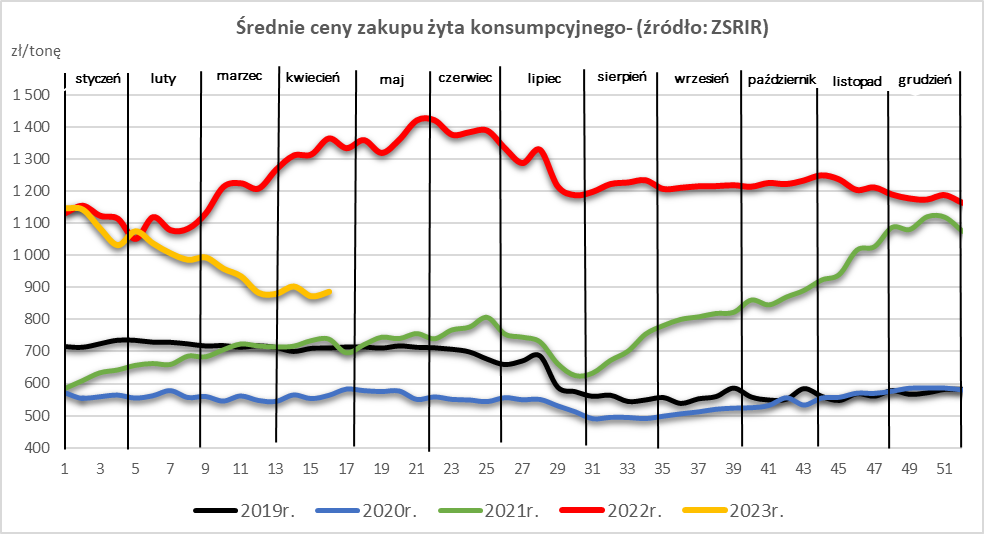 Średnie ceny zakupu żyta konsumpcyjnego- (źródło: ZSRIR)
zł/tonę
styczeń luty marzec kwiecień maj czerwiec lipiec sierpień wrzesień październik listopad grudzień
1 500
1 400
1 300
1 200
1 100
1 000
900
800
700
600
500
400
1 3 5 7 9 11 13 15 17 19 21 23 25 27 29 31 33 35 37 39 41 43 45 47 49 51
2019r. 2020r. 2021r. 2022r. 2023r.